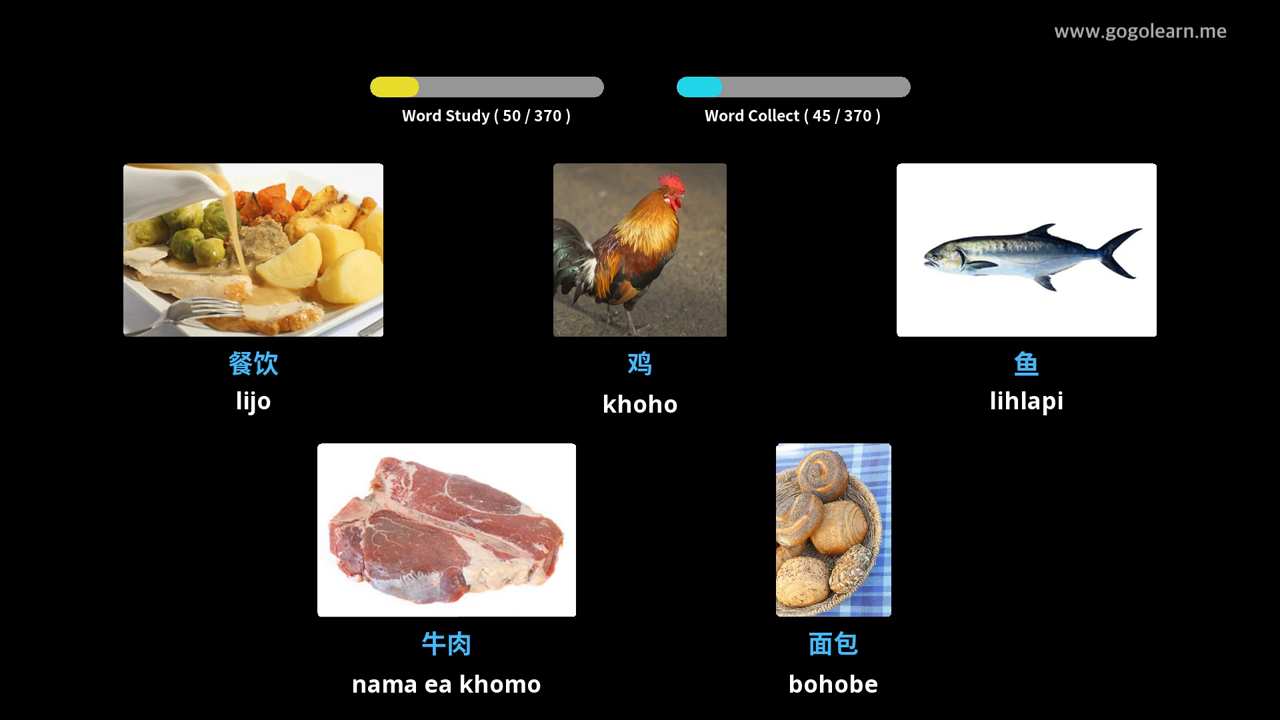 www.gogolearn.me
Word Study ( 50 / 370 )
Word Collect ( 45 / 370 )
餐饮
lijo
鸡
khoho
鱼
lihlapi
牛肉
nama ea khomo
面包
bohobe